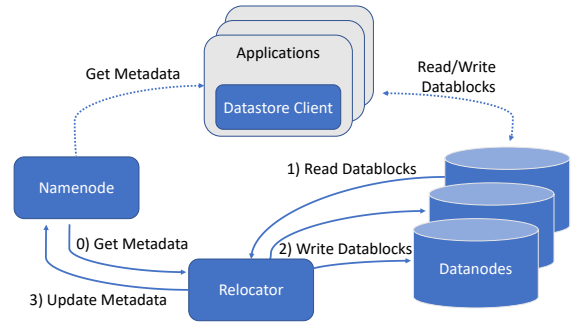 Applications
Get Metadata
Read/Write
Datablocks
Datastore Client
1) Read Datablocks
Namenode
0) Get Metadata
2) Write Datablocks
Datanodes
3) Update Metadata
Relocator